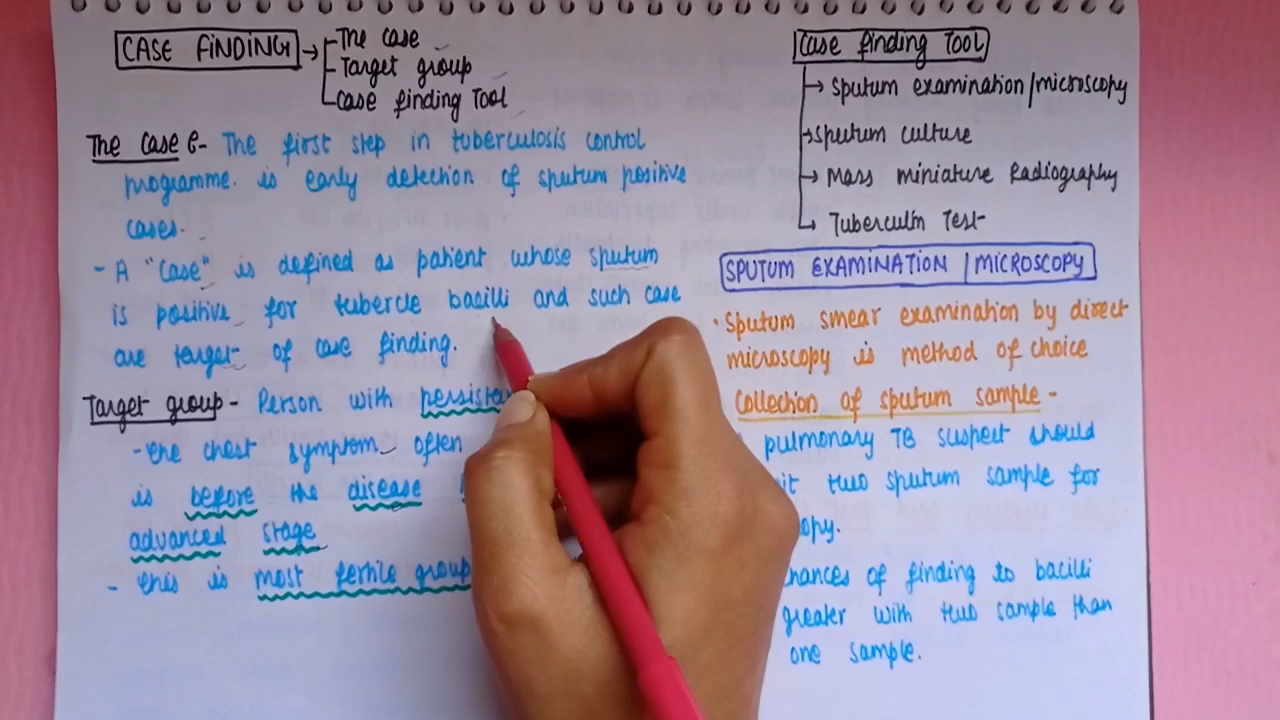 CASE FINDING → The case
Target group
Case finding Tool
The case :- The first step in tuberculosis control
programme. is early detection of sputum positive
cases.
- A "case" is defined as patient whose sputum
is positive for tubercle bacilli and such case
are target of case finding.
Target group - Person with
- the chest symptom often
is before the disease
advanced stage
- this is most fertile group
Case finding Tool
→ Sputum examination/microscopy
→ Sputum culture
→ Mass miniature Radiography
→ Tuberculin Test
SPUTUM EXAMINATION / MICROSCOPY
• Sputum smear examination by direct
microscopy is method of choice
Collection of sputum sample -
pulmonary TB suspect should
two sputum sample for
chances of finding to bacilli
greater with two sample than
one sample.